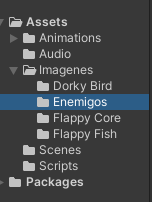 Assets
Animations
Audio
Imagenes
Dorky Bird
Enemigos
Flappy Core
Flappy Fish
Scenes
Scripts
Packages